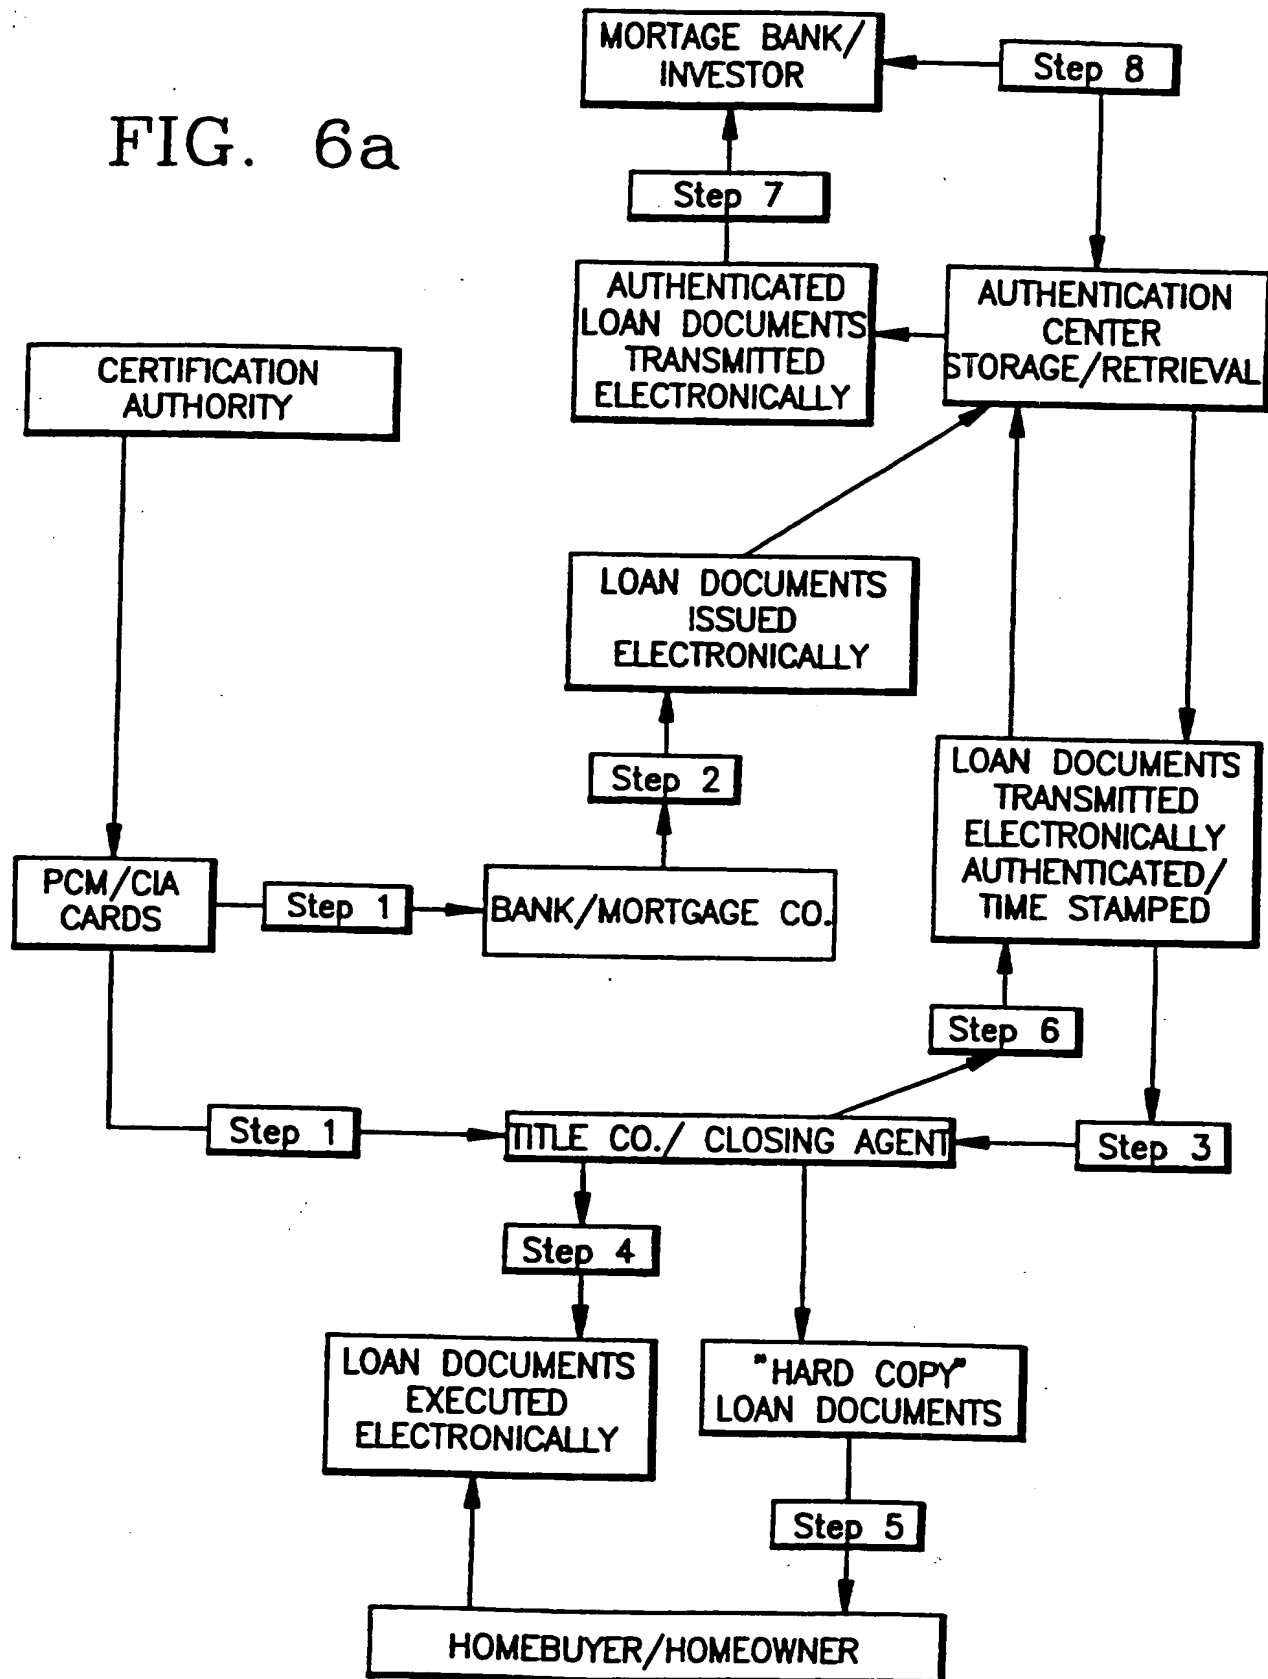 MORTAGE BANK/
INVESTOR
Step 8
FIG. 6a
Step 7
AUTHENTICATED
LOAN DOCUMENTS
TRANSMITTED
ELECTRONICALLY
AUTHENTICATION
CENTER
STORAGE/RETRIEVAL
CERTIFICATION
AUTHORITY
LOAN DOCUMENTS
ISSUED
ELECTRONICALLY
Step 2
LOAN DOCUMENTS
TRANSMITTED
ELECTRONICALLY
AUTHENTICATED/
TIME STAMPED
PCM/CIA
CARDS
Step 1
BANK/MORTGAGE CO.
Step 6
Step 1
TITLE CO./ CLOSING AGENT
Step 3
Step 4
LOAN DOCUMENTS
EXECUTED
ELECTRONICALLY
"HARD COPY"
LOAN DOCUMENTS
Step 5
HOMEBUYER/HOMEOWNER